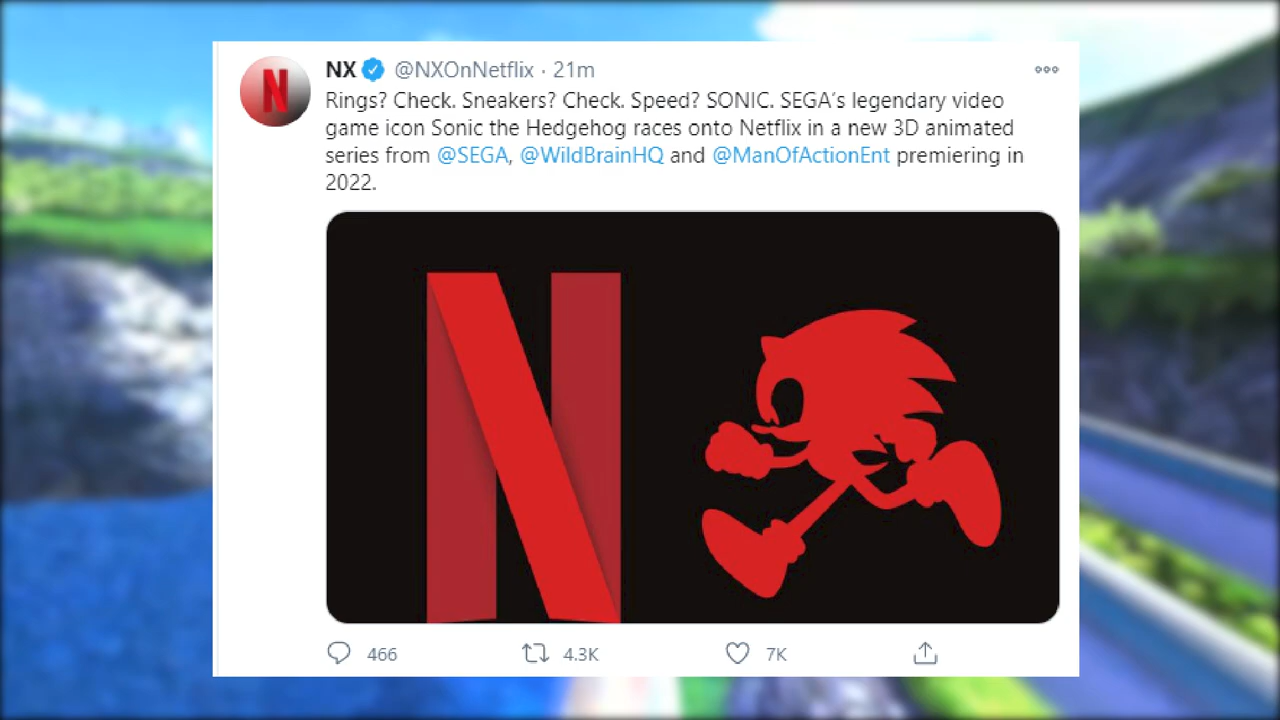 NX @NXOnNetflix · 21m
Rings? Check. Sneakers? Check. Speed? SONIC. SEGA's legendary video
game icon Sonic the Hedgehog races onto Netflix in a new 3D animated
series from @SEGA, @WildBrainHQ and @ManOfActionEnt premiering in
2022.
N
466 4.3K 7K